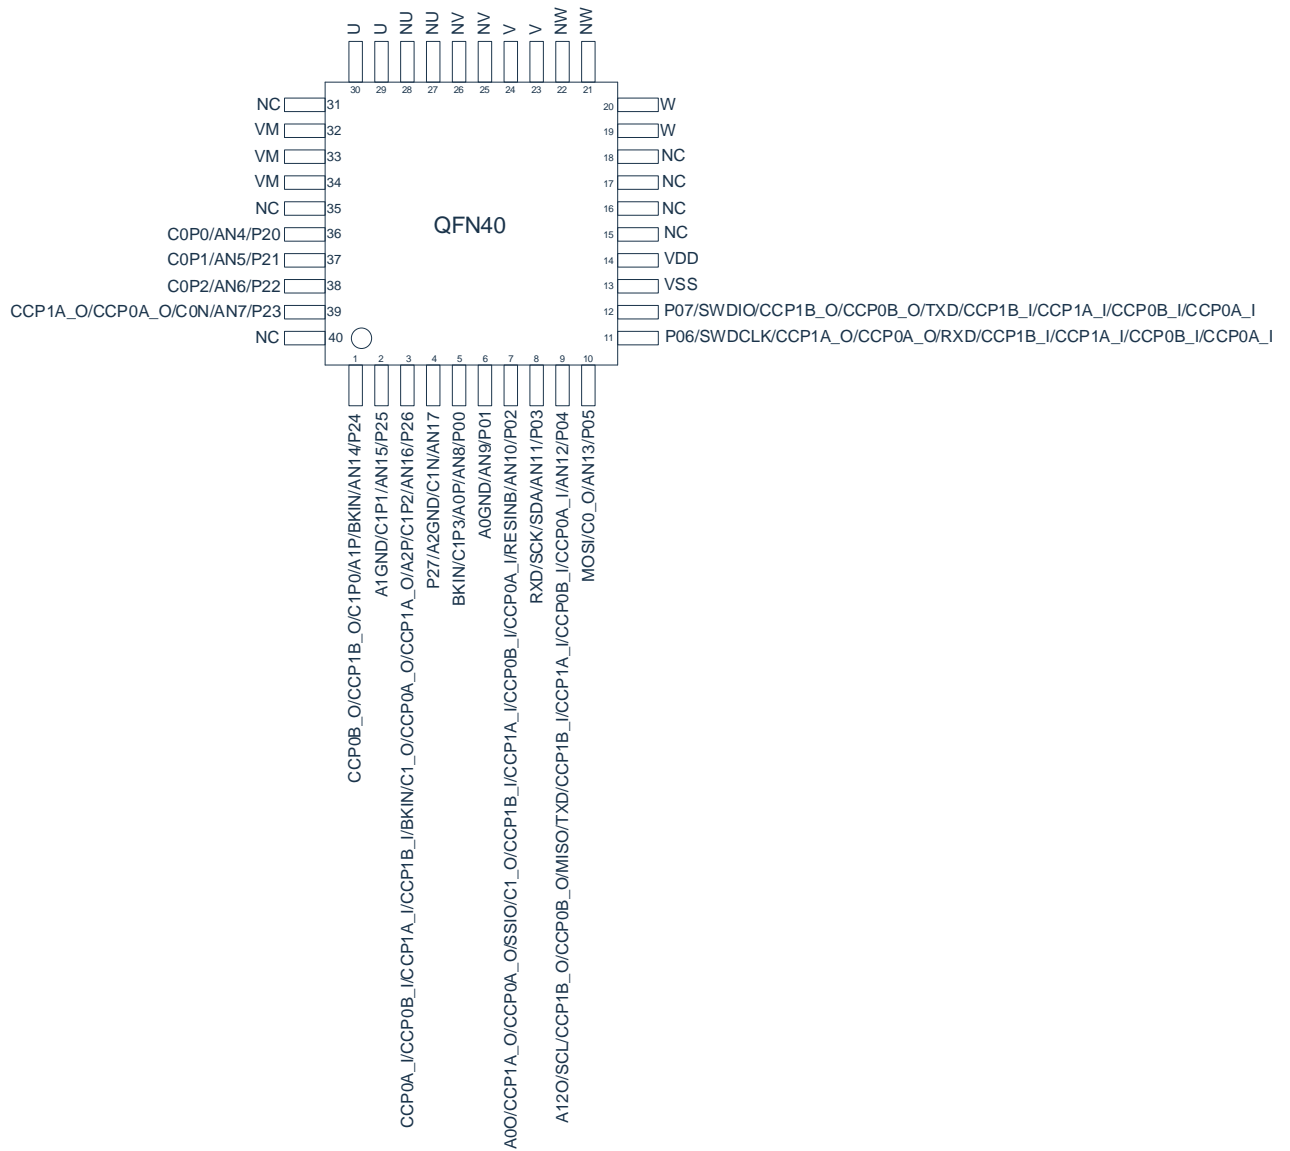 U
U
NU
NU
NV
NV
V
V
NW
NW
30
29
28
27
26
25
24
23
22
21
NC 31
VM 32
VM 33
VM 34
NC 35
C0P0/AN4/P20 36
C0P1/AN5/P21 37
C0P2/AN6/P22 38
CCP1A_O/CCP0A_O/C0N/AN7/P23 39
NC 40
QFN40
20 W
19 W
18 NC
17 NC
16 NC
15 NC
14 VDD
13 VSS
12 P07/SWDIO/CCP1B_O/CCP0B_O/TXD/CCP1B_I/CCP1A_I/CCP0B_I/CCP0A_I
11 P06/SWDCLK/CCP1A_O/CCP0A_O/RXD/CCP1B_I/CCP1A_I/CCP0B_I/CCP0A_I
1
2
3
4
5
6
7
8
9
10
CCP0B_O/CCP1B_O/C1P0/A1P/BKIN/AN14/P24
A1GND/C1P1/AN15/P25
CCP0A_I/CCP0B_I/CCP1A_I/CCP1B_I/BKIN/C1_O/CCP0A_O/CCP1A_O/A2P/C1P2/AN16/P26
P27/A2GND/C1N/AN17
BKIN/C1P3/A0P/AN8/P00
A0GND/AN9/P01
A0O/CCP1A_O/CCP0A_O/SSIO/C1_O/CCP1B_I/CCP1A_I/CCP0B_I/CCP0A_I/RESINB/AN10/P02
RXD/SCK/SDA/AN11/P03
A12O/SCL/CCP1B_O/CCP0B_O/MISO/TXD/CCP1B_I/CCP1A_I/CCP0B_I/CCP0A_I/AN12/P04
MOSI/C0_O/AN13/P05